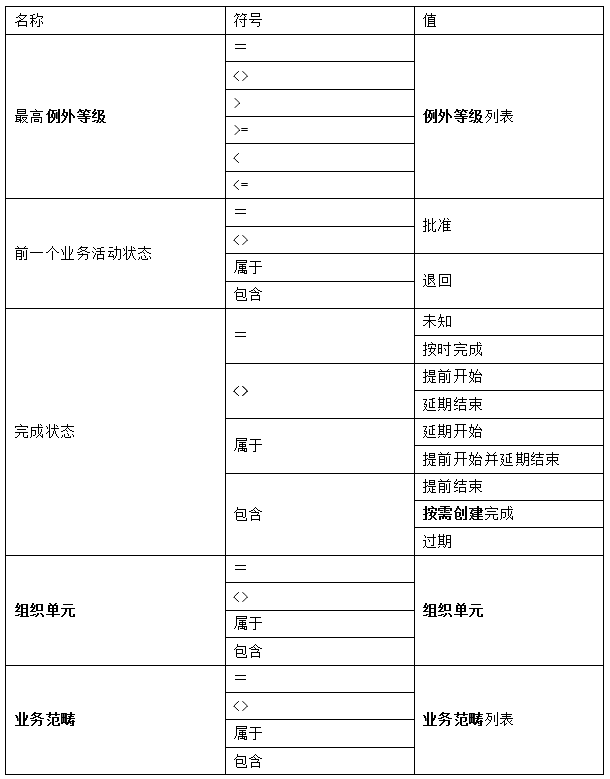 名称 符号 值
=
<>
>
最高例外等级 例外等级列表
>=
<
<=
=
批准
<>
前一个业务活动状态
属于
退回
包含
未知
=
按时完成
提前开始
<>
延期结束
完成状态
延期开始
属于
提前开始并延期结束
提前结束
包含
按需创建完成
过期
=
<>
组织单元 组织单元
属于
包含
=
<>
业务范畴 业务范畴列表
属于
包含